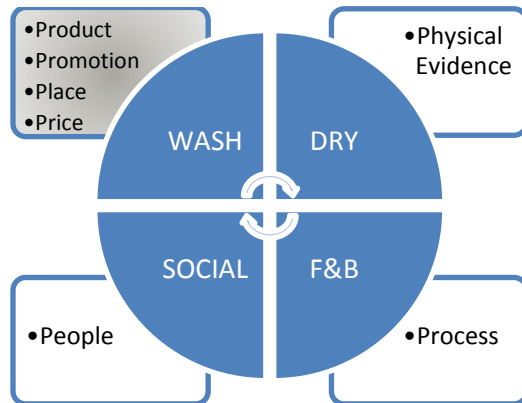 •Product
•Promotion
•Place
•Price
•Physical
Evidence
WASH
DRY
SOCIAL
F&B
•People
•Process